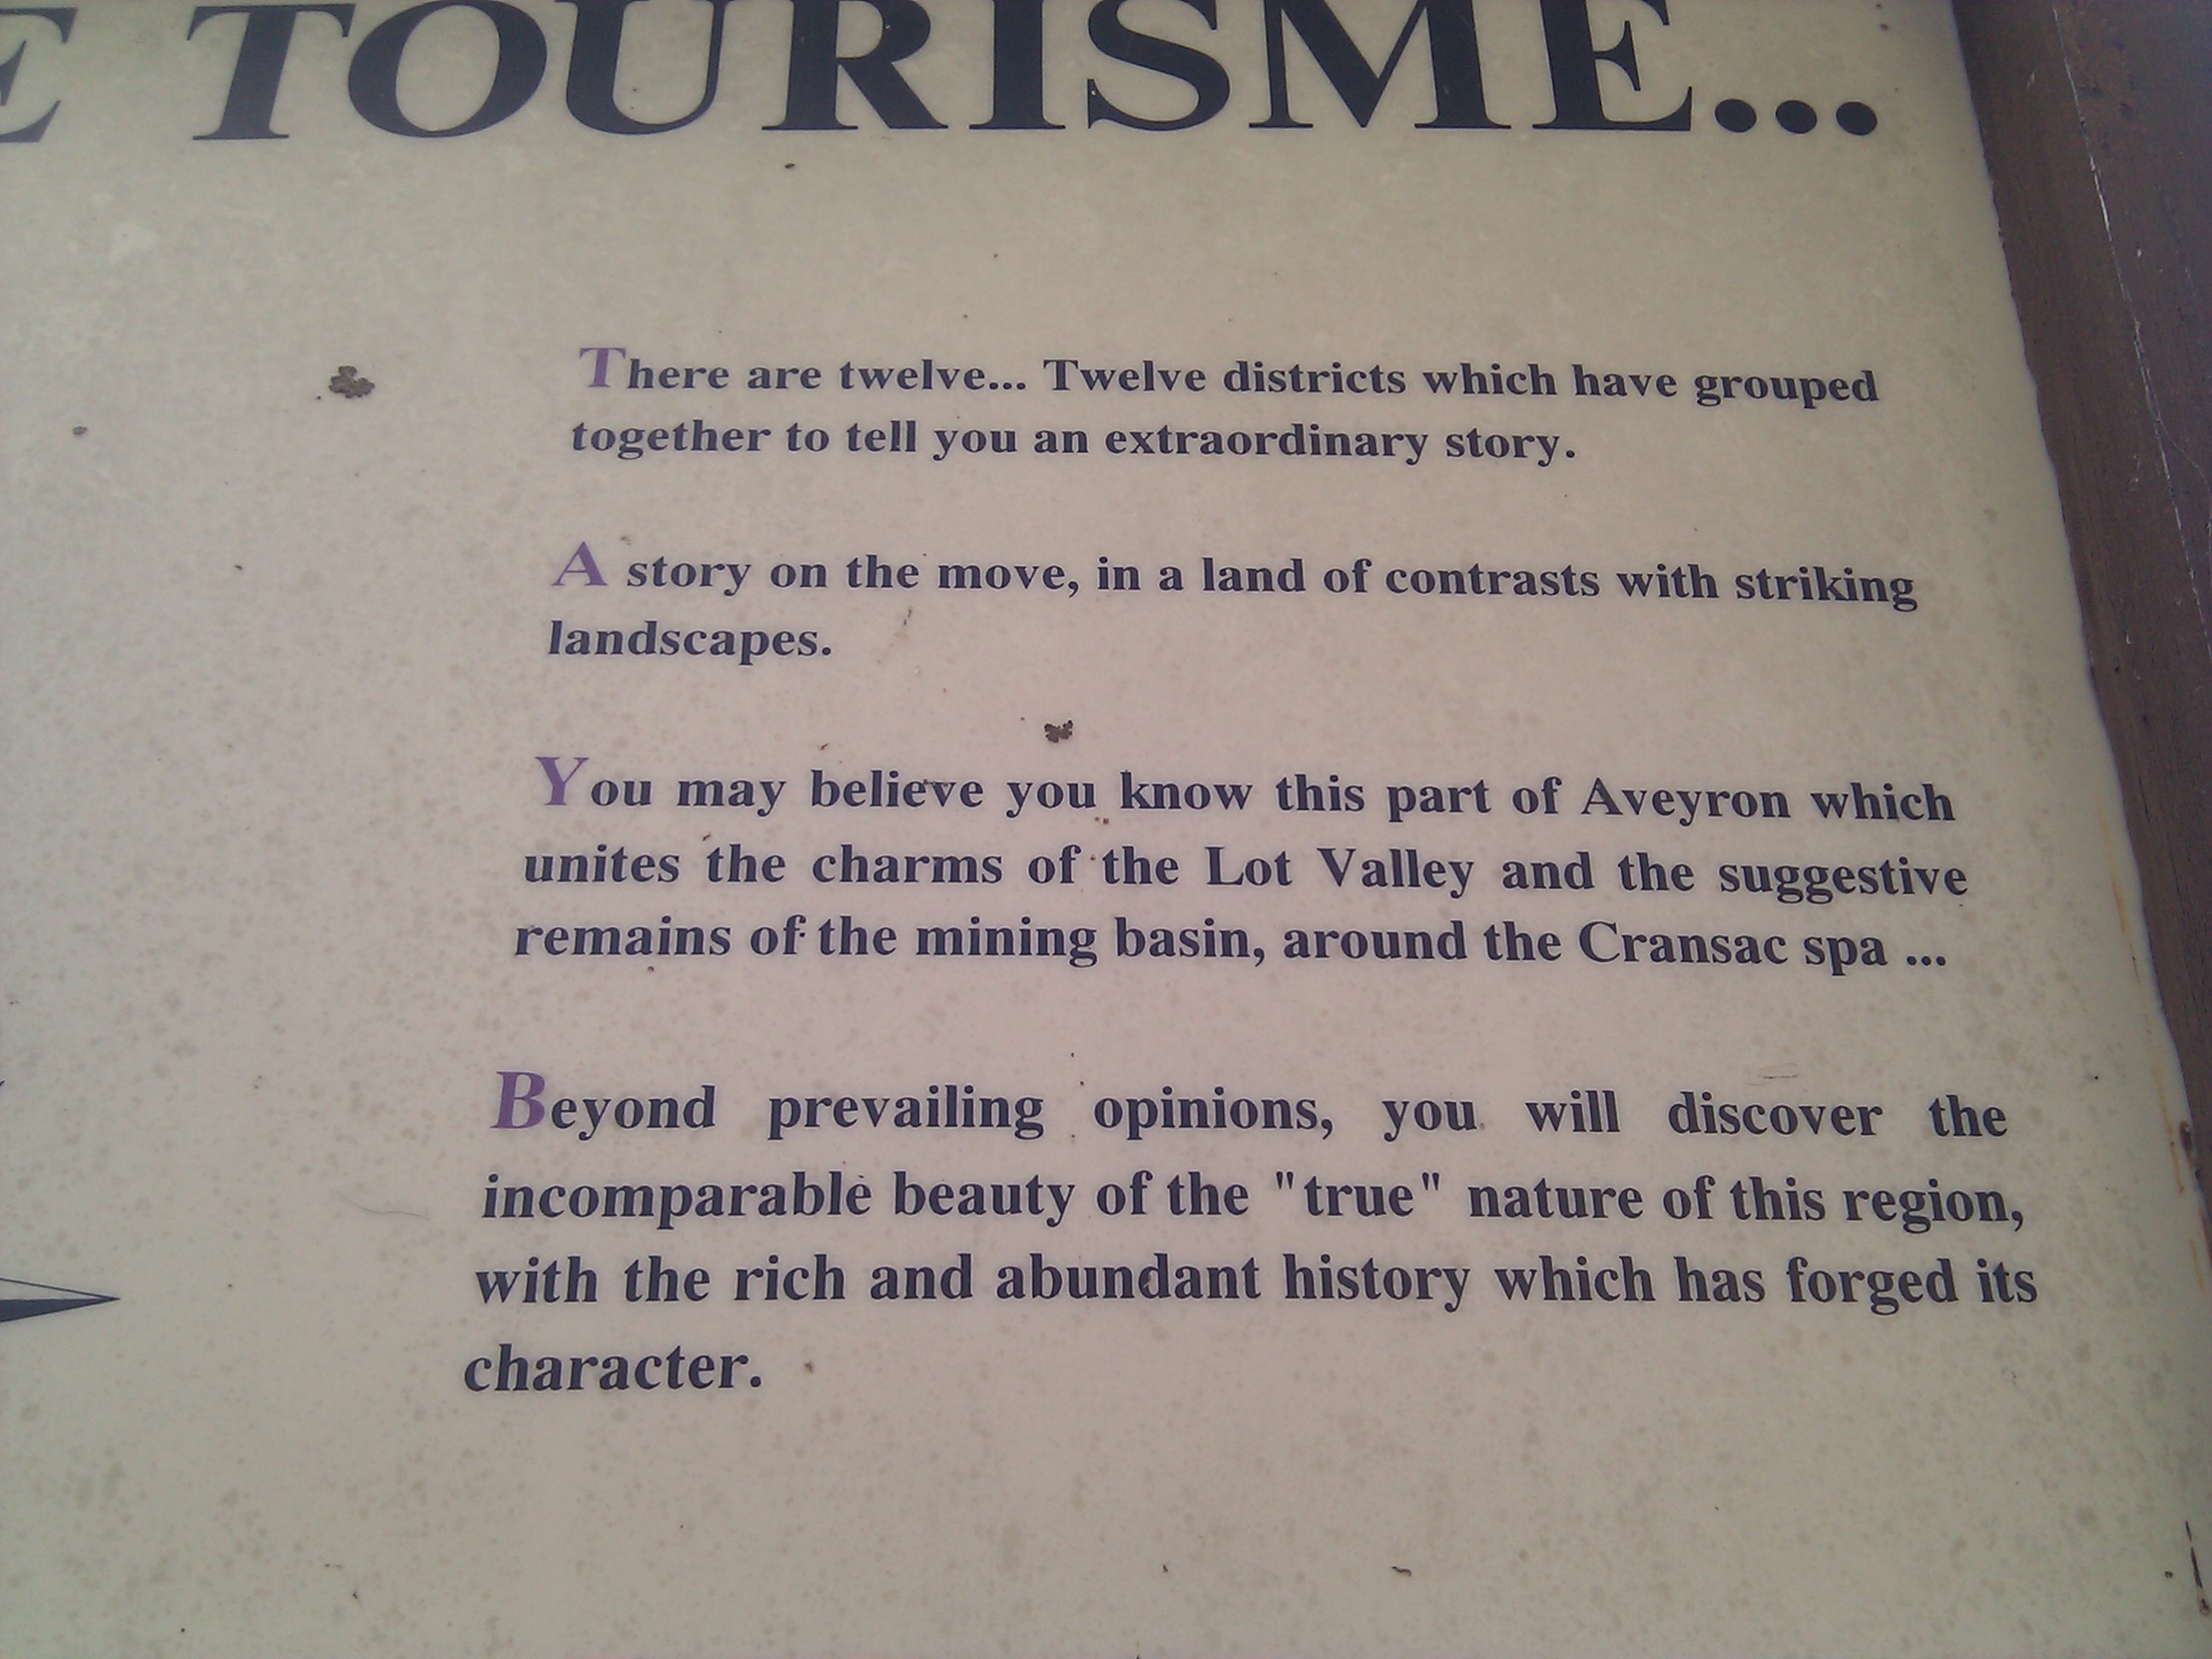 E TOURISME...
There are twelve... Twelve districts which have grouped
together to tell you an extraordinary story.
A story on the move, in a land of contrasts with striking
landscapes.
You may believe you know this part of Aveyron which
unites the charms of the Lot Valley and the suggestive
remains of the mining basin, around the Cransac spa ...
Beyond prevailing opinions, you will discover the
incomparable beauty of the "true" nature of this region,
with the rich and abundant history which has forged its
character.